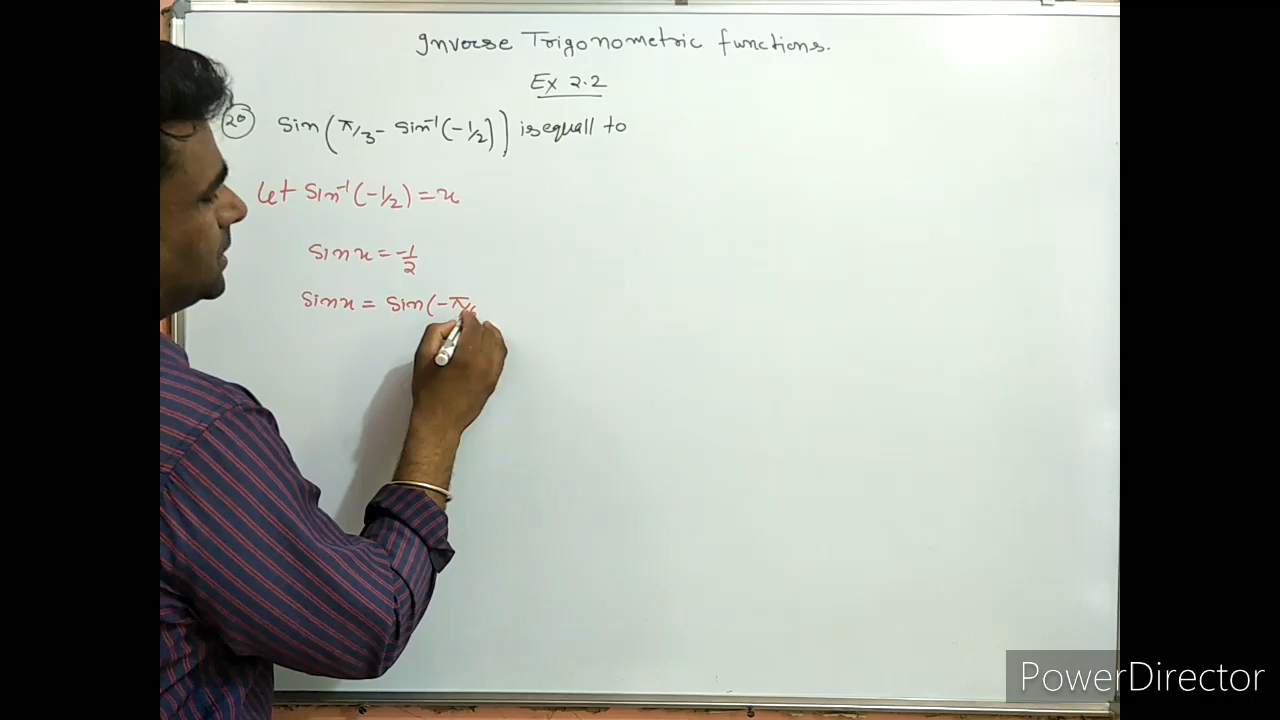 Inverse Trigonometric functions.
Ex 2.2
20 Sin(π/3 - Sin⁻¹(-1/2)) is equall to
Let Sin⁻¹(-1/2) = x
Sin x = -1/2
Sin x = Sin(-π/6
PowerDirector